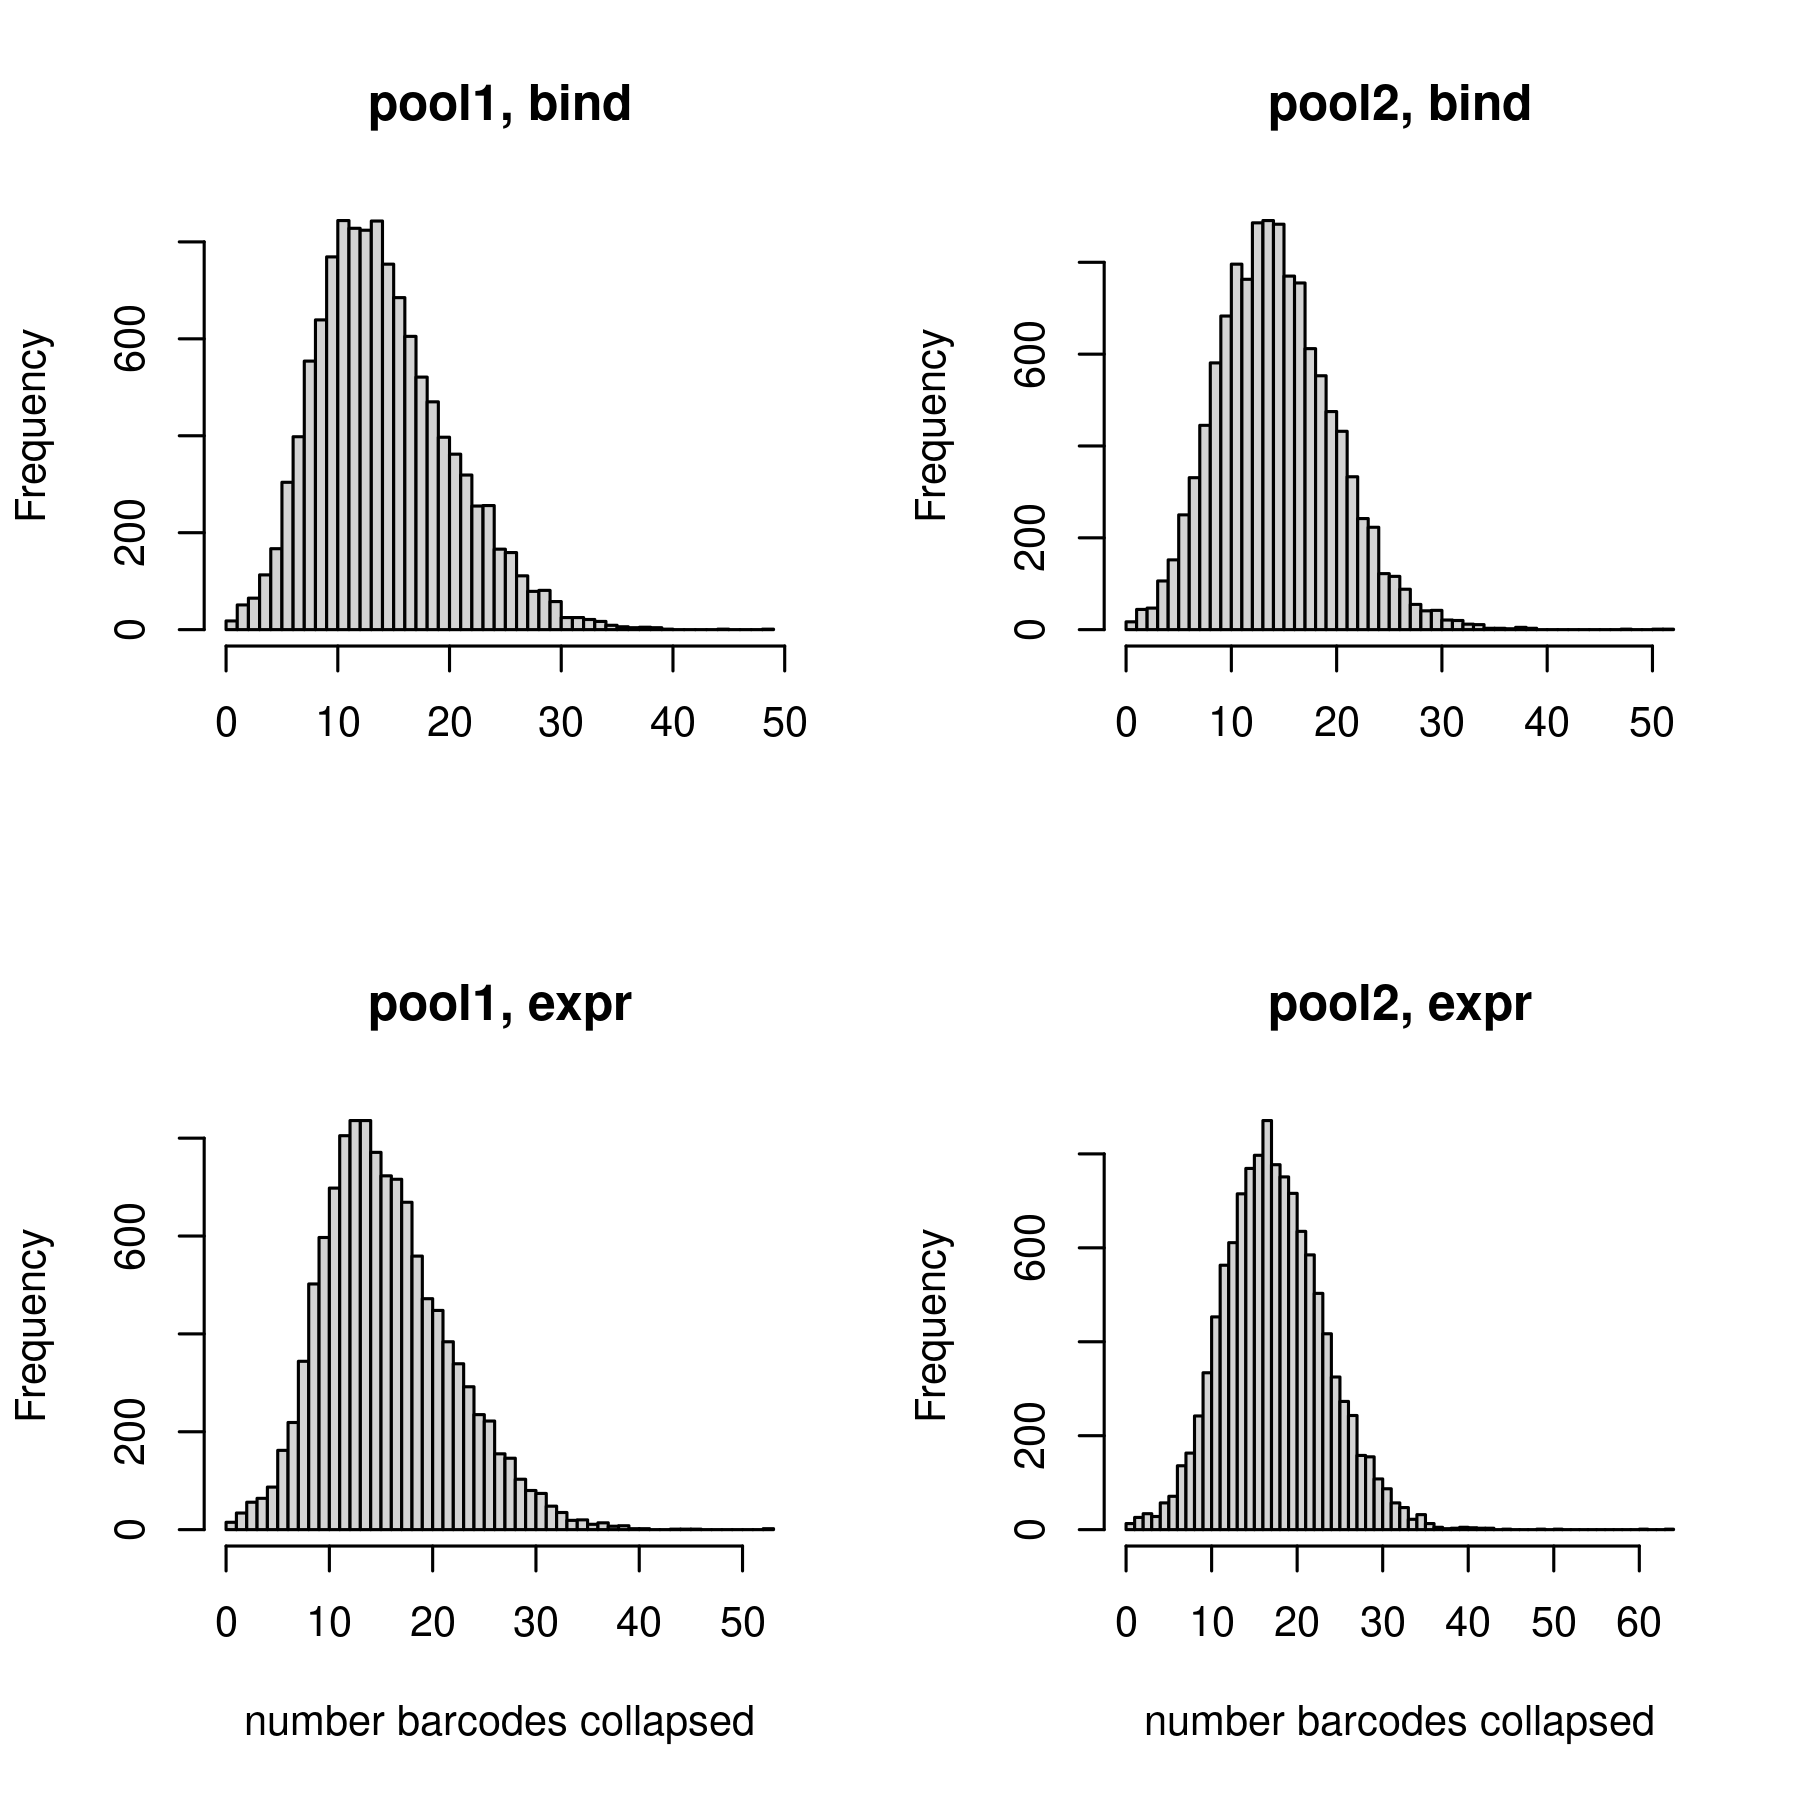 pool1, bind
Frequency
0 200 600
0 10 20 30 40 50
pool2, bind
Frequency
0 200 600
0 10 20 30 40 50
pool1, expr
Frequency
0 200 600
0 10 20 30 40 50
number barcodes collapsed
pool2, expr
Frequency
0 200 600
0 10 20 30 40 50 60
number barcodes collapsed